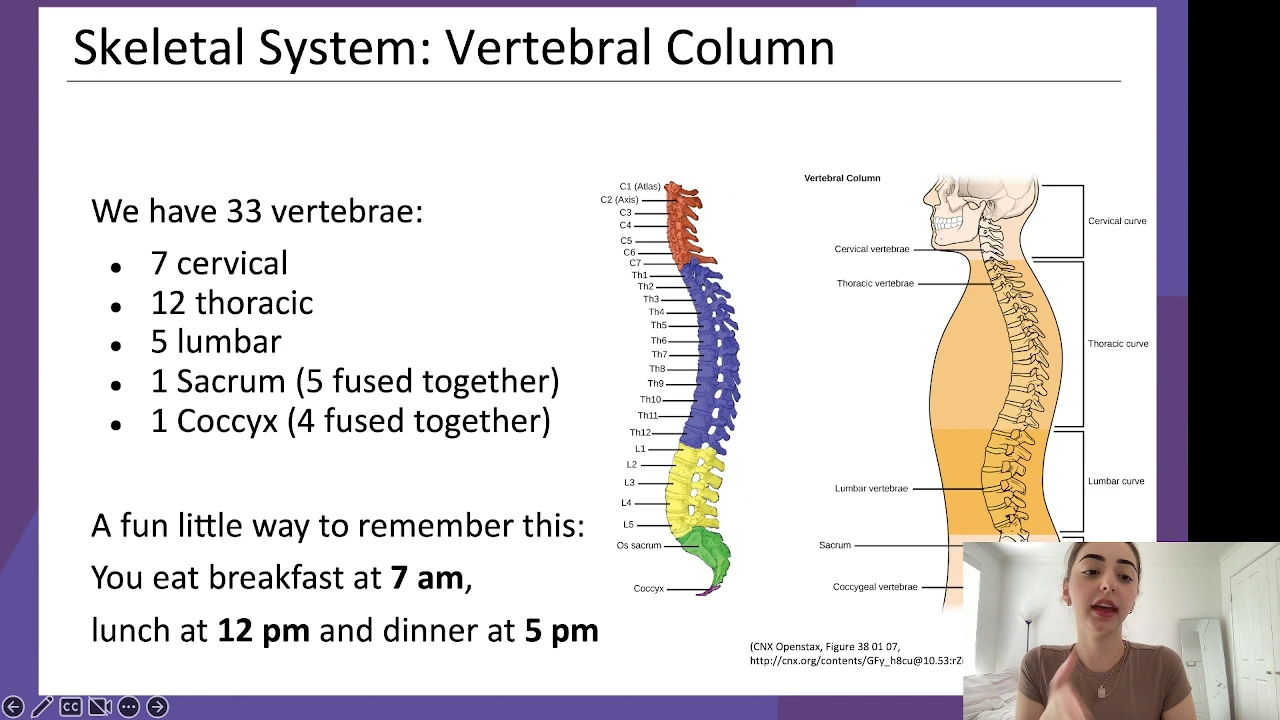 Skeletal System: Vertebral Column
We have 33 vertebrae:
• 7 cervical
• 12 thoracic
• 5 lumbar
• 1 Sacrum (5 fused together)
• 1 Coccyx (4 fused together)
A fun little way to remember this:
You eat breakfast at 7 am,
lunch at 12 pm and dinner at 5 pm
C1 (Atlas)
C2 (Axis)
C3
C4
C5
C6
C7
Th1
Th2
Th3
Th4
Th5
Th6
Th7
Th8
Th9
Th10
Th11
Th12
L1
L2
L3
L4
L5
Os sacrum
Coccyx
Vertebral Column
Cervical vertebrae
Thoracic vertebrae
Lumbar vertebrae
Sacrum
Coccygeal vertebrae
Cervical curve
Thoracic curve
Lumbar curve
(CNX Openstax, Figure 38 01 07,
http://cnx.org/contents/GFy_h8cu@10.53:rZ
CC